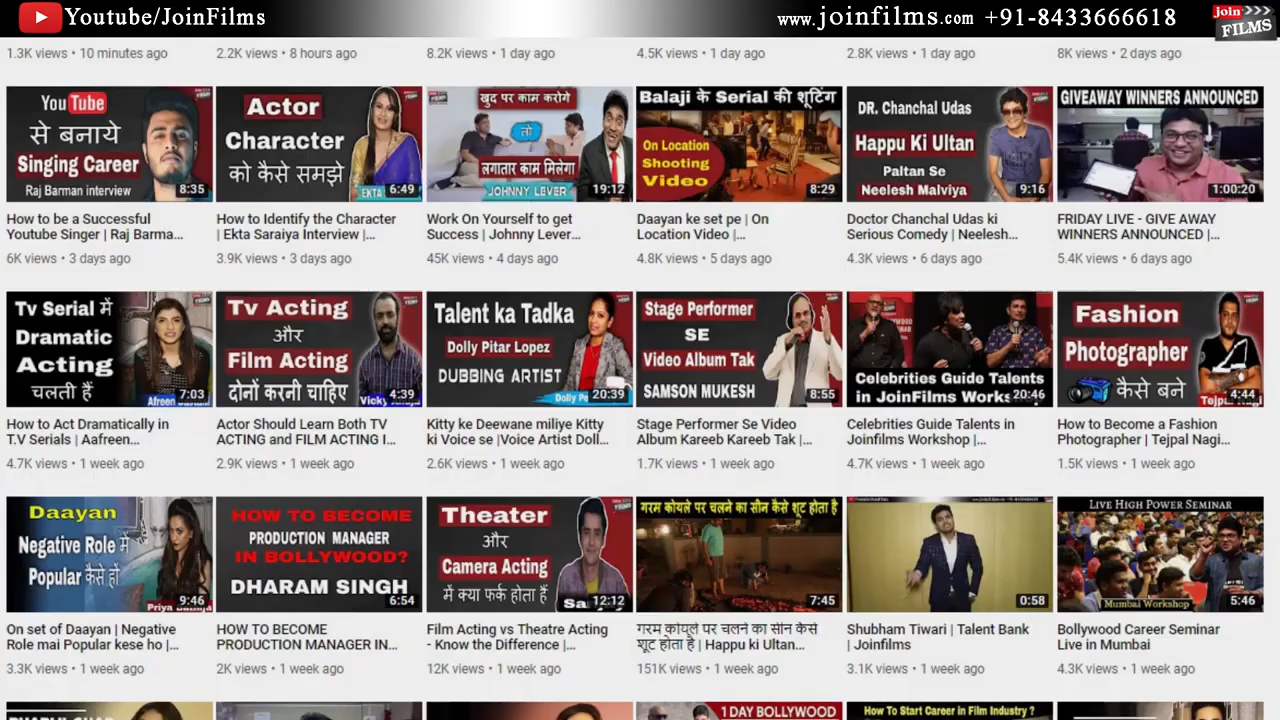 Youtube/JoinFilms
www.joinfilms.com +91-8433666618
join
FILMS
1.3K views • 10 minutes ago
2.2K views • 8 hours ago
8.2K views • 1 day ago
4.5K views • 1 day ago
2.8K views • 1 day ago
8K views • 2 days ago
You Tube
से बनाये
Singing Career
Raj Barman interview
8:35
Actor
Character
को कैसे समझे
EKTA
6:49
खुद पर काम करोगे
तो
लगातार काम मिलेगा
JOHNNY LEVER
19:12
Balaji के Serial की शूटिंग
On Location
Shooting
Video
8:29
DR. Chanchal Udas
Happu Ki Ultan
Paltan Se
Neelesh Malviya
9:16
GIVEAWAY WINNERS ANNOUNCED
1:00:20
How to be a Successful
Youtube Singer | Raj Barma...
6K views • 3 days ago
How to Identify the Character
| Ekta Saraiya Interview |...
3.9K views • 3 days ago
Work On Yourself to get
Success | Johnny Lever...
45K views • 4 days ago
Daayan ke set pe | On
Location Video |...
4.8K views • 5 days ago
Doctor Chanchal Udas ki
Serious Comedy | Neelesh...
4.3K views • 6 days ago
FRIDAY LIVE - GIVE AWAY
WINNERS ANNOUNCED |...
5.4K views • 6 days ago
Tv Serial में
Dramatic
Acting
चलती हैं
Afreen
7:03
Tv Acting
और
Film Acting
दोनों करनी चाहिए
Vicky
4:39
Talent ka Tadka
Dolly Pitar Lopez
DUBBING ARTIST
Dolly
20:39
Stage Performer
SE
Video Album Tak
SAMSON MUKESH
8:55
Celebrities Guide Talents
in JoinFilms Works
20:46
Fashion
Photographer
कैसे बने
Tejpal
4:44
How to Act Dramatically in
T.V Serials | Aafreen...
4.7K views • 1 week ago
Actor Should Learn Both TV
ACTING and FILM ACTING I...
2.9K views • 1 week ago
Kitty ke Deewane miliye Kitty
ki Voice se |Voice Artist Doll...
2.6K views • 1 week ago
Stage Performer Se Video
Album Kareeb Kareeb Tak |...
1.7K views • 1 week ago
Celebrities Guide Talents in
Joinfilms Workshop |...
4.7K views • 1 week ago
How to Become a Fashion
Photographer | Tejpal Nagi...
1.5K views • 1 week ago
Daayan
Negative Role में
Popular कैसे हों
Priya
9:46
HOW TO BECOME
PRODUCTION MANAGER
IN BOLLYWOOD?
DHARAM SINGH
6:54
Theater
और
Camera Acting
में क्या फर्क होता हैं
12:12
गरम कोयले पर चलने का सीन कैसे शूट होता है
7:45
0:58
LIVE HIGH POWER SEMINAR
Mumbai Workshop
5:46
On set of Daayan | Negative
Role mai Popular kese ho |...
3.3K views • 1 week ago
HOW TO BECOME
PRODUCTION MANAGER IN...
2K views • 1 week ago
Film Acting vs Theatre Acting
- Know the Difference |...
12K views • 1 week ago
गरम कोयले पर चलने का सीन कैसे
शूट होता है | Happu ki Ultan...
151K views • 1 week ago
Shubham Tiwari | Talent Bank
| Joinfilms
3.1K views • 1 week ago
Bollywood Career Seminar
Live in Mumbai
4.3K views • 1 week ago
1 DAY BOLLYWOOD
How To Start Career in Film Industry ?